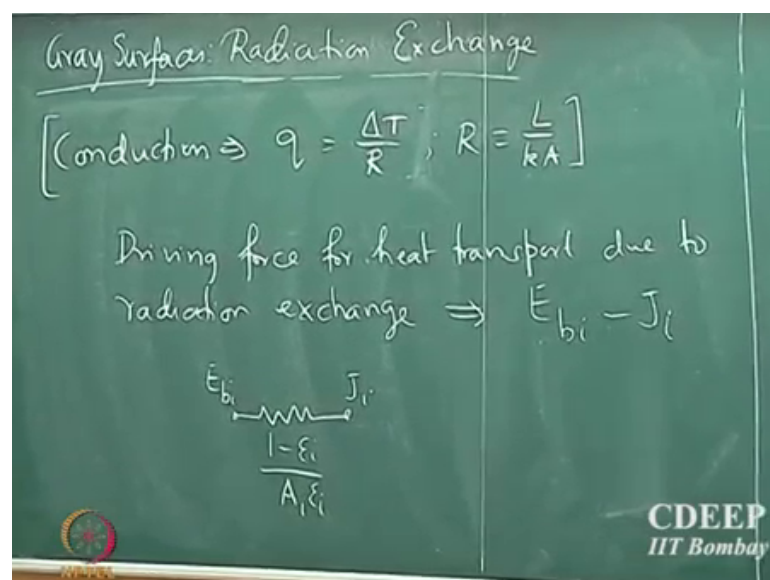 Gray Surfaces: Radiation Exchange
[Conduction ⇒ q = ΔT/R ; R ≡ L/kA]
Driving force for heat transport due to
radiation exchange ⇒ E_bi − J_i
E_bi J_i
1−ε_i
A_i ε_i
CDEEP
IIT Bombay
NPTEL